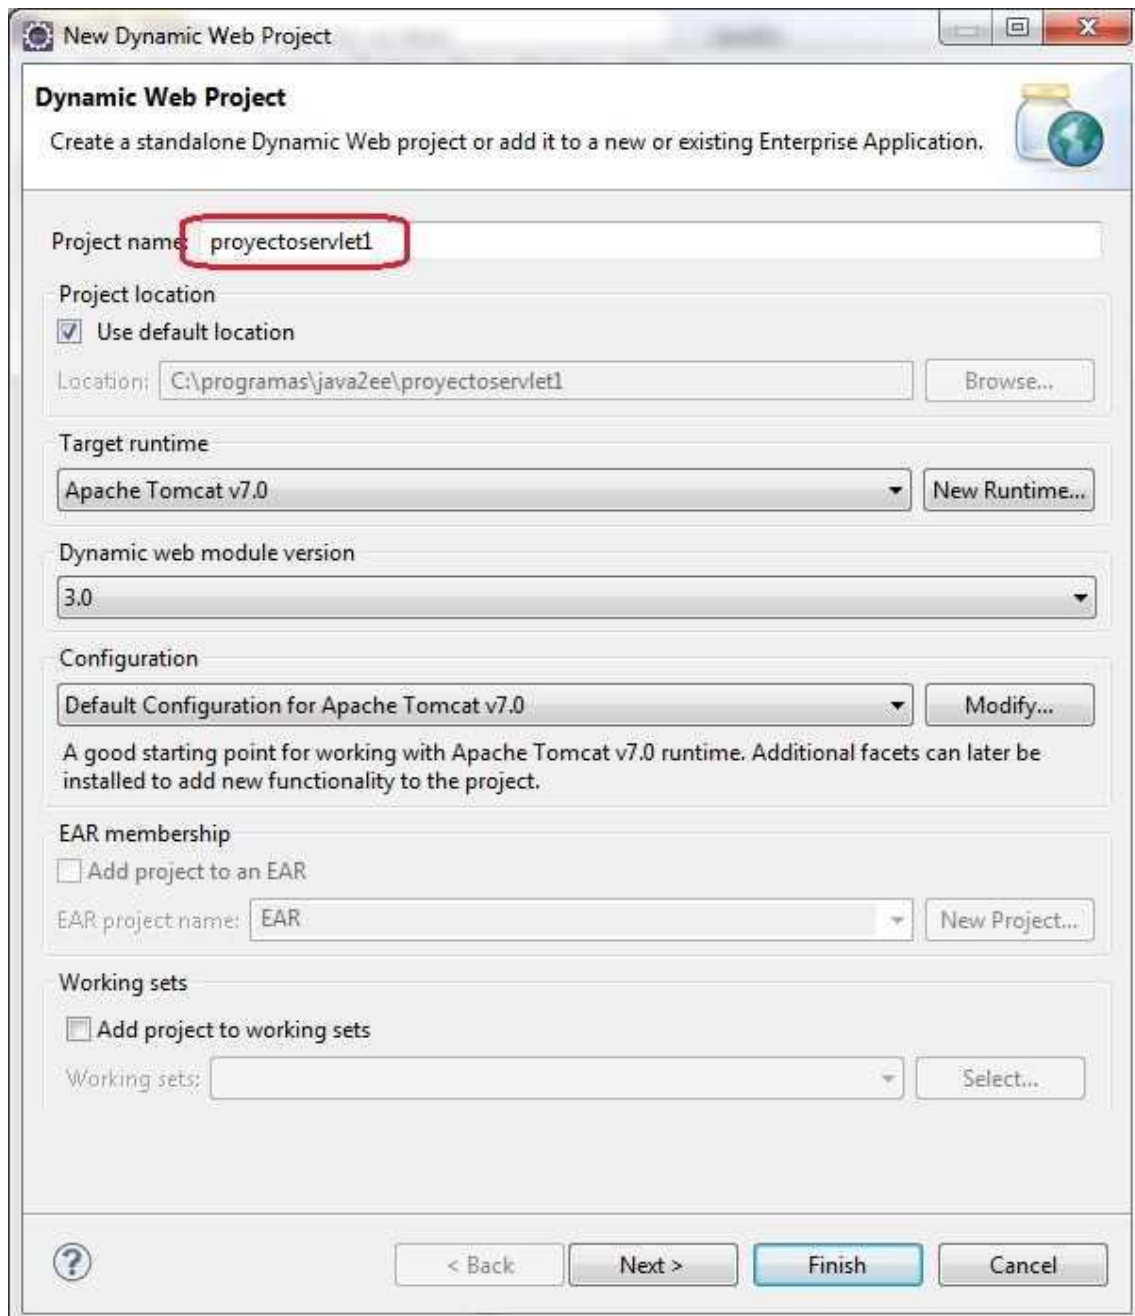 New Dynamic Web Project
Dynamic Web Project
Create a standalone Dynamic Web project or add it to a new or existing Enterprise Application.
Project name: proyectoservlet1
Project location
Use default location
Location: C:\programas\java2ee\proyectoservlet1 Browse...
Target runtime
Apache Tomcat v7.0 New Runtime...
Dynamic web module version
3.0
Configuration
Default Configuration for Apache Tomcat v7.0 Modify...
A good starting point for working with Apache Tomcat v7.0 runtime. Additional facets can later be
installed to add new functionality to the project.
EAR membership
Add project to an EAR
EAR project name: EAR New Project...
Working sets
Add project to working sets
Working sets: Select...
? < Back Next > Finish Cancel